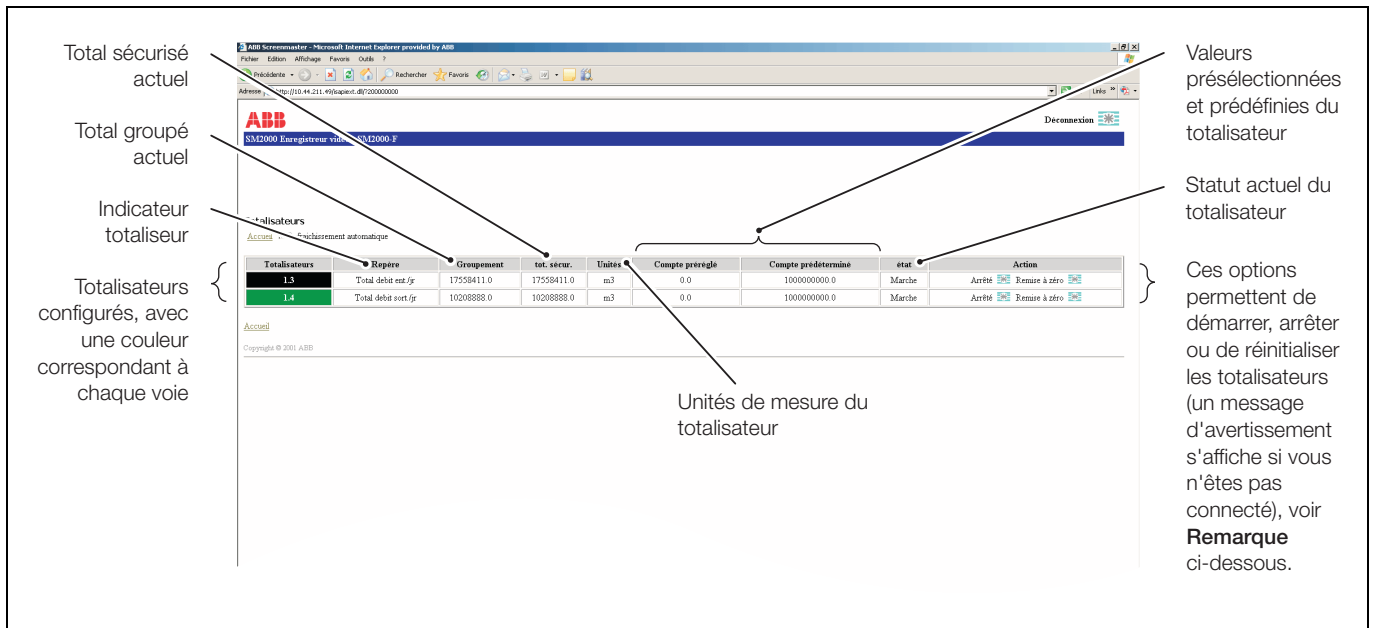 Total sécurisé
actuel
Total groupé
actuel
Indicateur
totaliseur
Totalisateurs
configurés, avec
une couleur
correspondant à
chaque voie
ABB Screenmaster - Microsoft Internet Explorer provided by ABB
Fichier Edition Affichage Favoris Outils ?
Précédente Rechercher Favoris
http://10.44.211.49/isapiext.dll/?200000000
Links
ABB
Déconnexion
SM2000 Enregistreur SM2000-F
Accueil automatique
Totalisateurs Repère Groupement tot. sécur. Unités Compte préréglé Compte prédéterminé état Action
1.3 Total debit ent./jr 17558411.0 17558411.0 m3 0.0 1000000000.0 Marche Arrêté Remise à zéro
1.4 Total debit sort./jr 10208888.0 10208888.0 m3 0.0 1000000000.0 Marche Arrêté Remise à zéro
Accueil
Copyright © 2001 ABB
Unités de mesure du
totalisateur
Valeurs
présélectionnées
et prédéfinies du
totalisateur
Statut actuel du
totalisateur
Ces options
permettent de
démarrer, arrêter
ou de réinitialiser
les totalisateurs
(un message
d'avertissement
s'affiche si vous
n'êtes pas
connecté), voir
Remarque
ci-dessous.